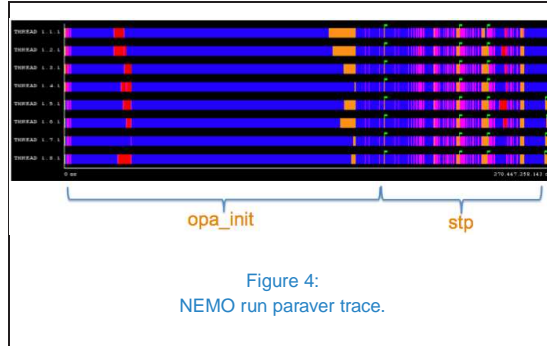 THREAD 1.1.1
THREAD 1.2.1
THREAD 1.3.1
THREAD 1.4.1
THREAD 1.5.1
THREAD 1.6.1
THREAD 1.7.1
THREAD 1.8.1
0 ns
opa_init
stp
Figure 4:
NEMO run paraver trace.